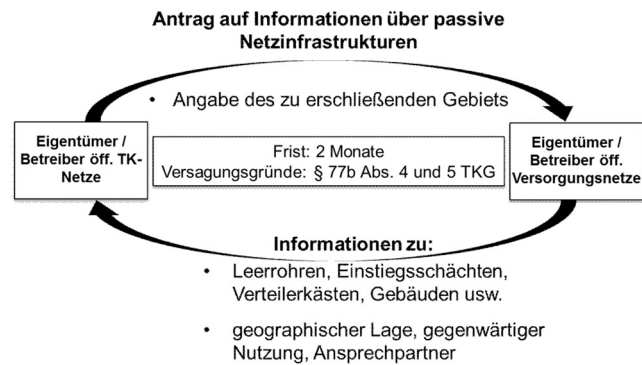 Antrag auf Informationen über passive
Netzinfrastrukturen
• Angabe des zu erschließenden Gebiets
Eigentümer /
Betreiber öff. TK-
Netze
Frist: 2 Monate
Versagungsgründe: § 77b Abs. 4 und 5 TKG
Eigentümer /
Betreiber öff.
Versorgungsnetze
Informationen zu:
• Leerrohren, Einstiegsschächten,
Verteilerkästen, Gebäuden usw.
• geographischer Lage, gegenwärtiger
Nutzung, Ansprechpartner